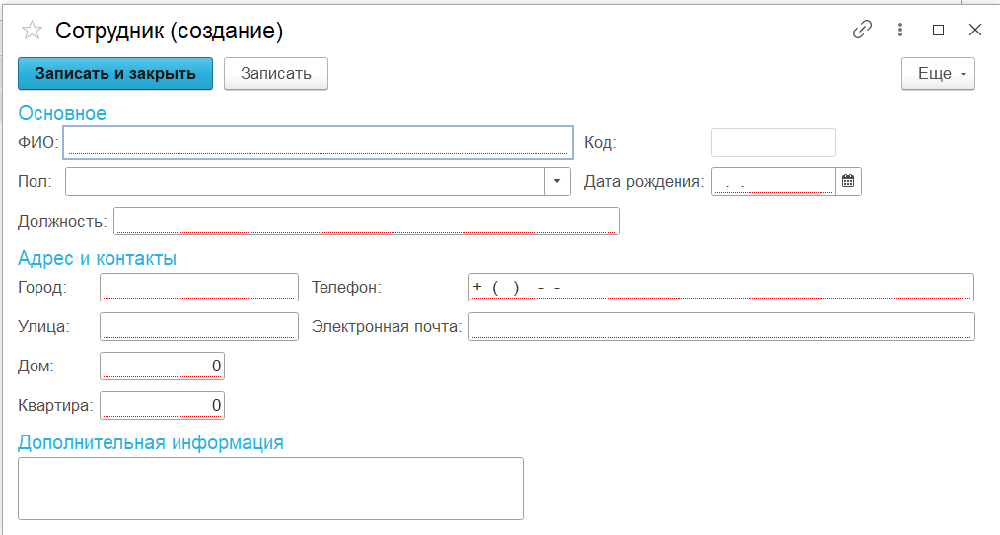 Сотрудник (создание)
Записать и закрыть Записать Еще
Основное
ФИО: Код:
Пол: Дата рождения: . .
Должность:
Адрес и контакты
Город: Телефон: + ( ) - -
Улица: Электронная почта:
Дом: 0
Квартира: 0
Дополнительная информация